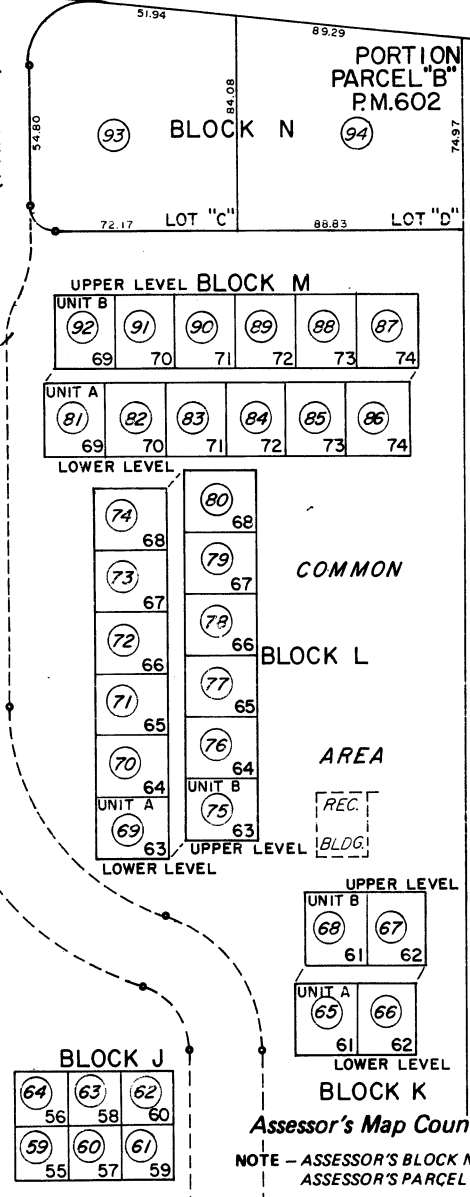 51.94
89.29
PORTION
PARCEL "B"
P.M. 602
54.80
84.08
74.97
93
BLOCK N
94
72.17
LOT "C"
88.83
LOT "D"
UPPER LEVEL BLOCK M
UNIT B
92 91 90 89 88 87
69 70 71 72 73 74
UNIT A
81 82 83 84 85 86
69 70 71 72 73 74
LOWER LEVEL
74
68
73
67
72
66
71
65
70
64
UNIT A
69
63
LOWER LEVEL
80
68
79
67
78
66
77
65
76
64
UNIT B
75
63
UPPER LEVEL
BLOCK L
COMMON
AREA
REC.
BLDG.
UPPER LEVEL
UNIT B
68 67
61 62
UNIT A
65 66
61 62
LOWER LEVEL
BLOCK K
BLOCK J
64 63 62
56 58 60
59 60 61
55 57 59
Assessor's Map Coun
NOTE – ASSESSOR'S BLOCK N
ASSESSOR'S PARCEL